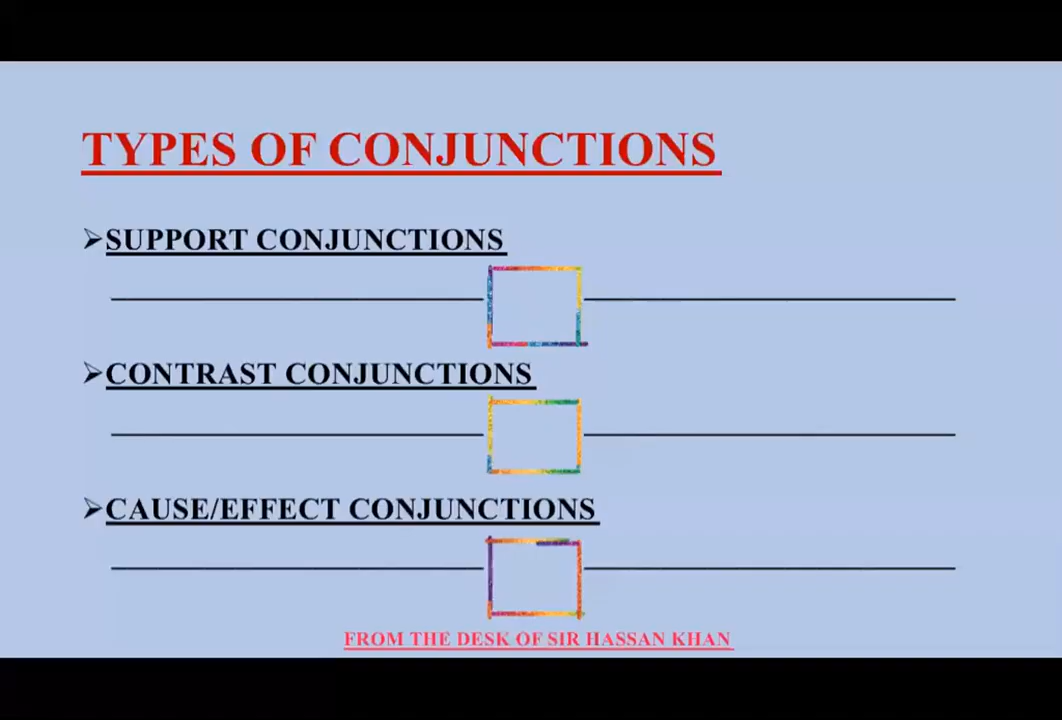 TYPES OF CONJUNCTIONS
SUPPORT CONJUNCTIONS
CONTRAST CONJUNCTIONS
CAUSE/EFFECT CONJUNCTIONS
FROM THE DESK OF SIR HASSAN KHAN